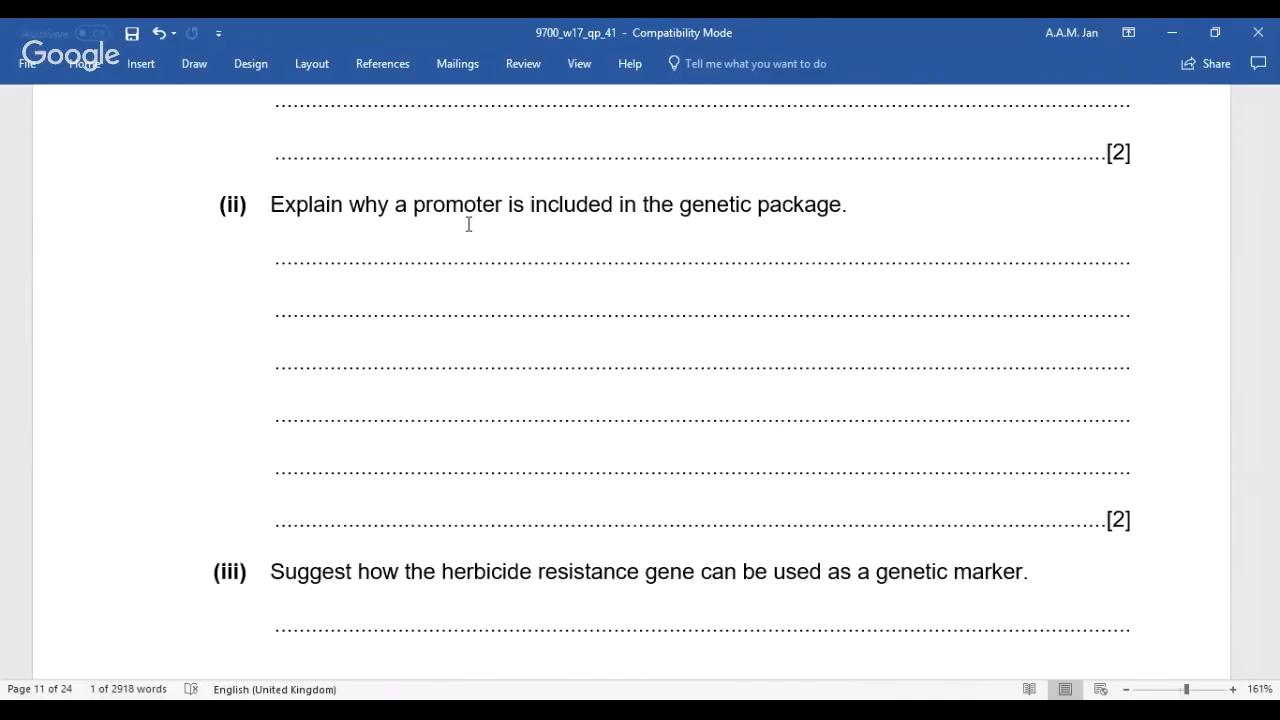 9700_w17_qp_41 - Compatibility Mode
A.A.M. Jan
Google
File Home Insert Draw Design Layout References Mailings Review View Help Tell me what you want to do Share
[2]
(ii) Explain why a promoter is included in the genetic package.
[2]
(iii) Suggest how the herbicide resistance gene can be used as a genetic marker.
Page 11 of 24 1 of 2918 words English (United Kingdom) 161%